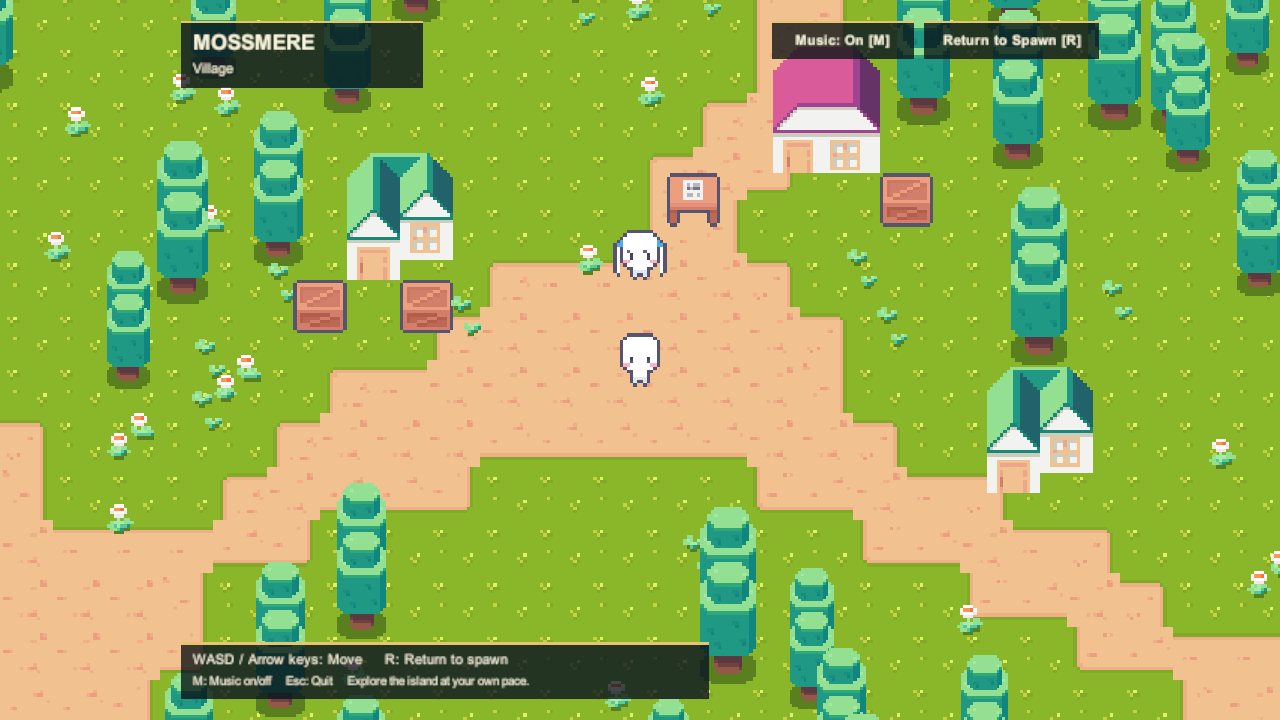 MOSSMERE
Village
Music: On [M]
Return to Spawn [R]
WASD / Arrow keys: Move R: Return to spawn
M: Music on/off Esc: Quit Explore the island at your own pace.